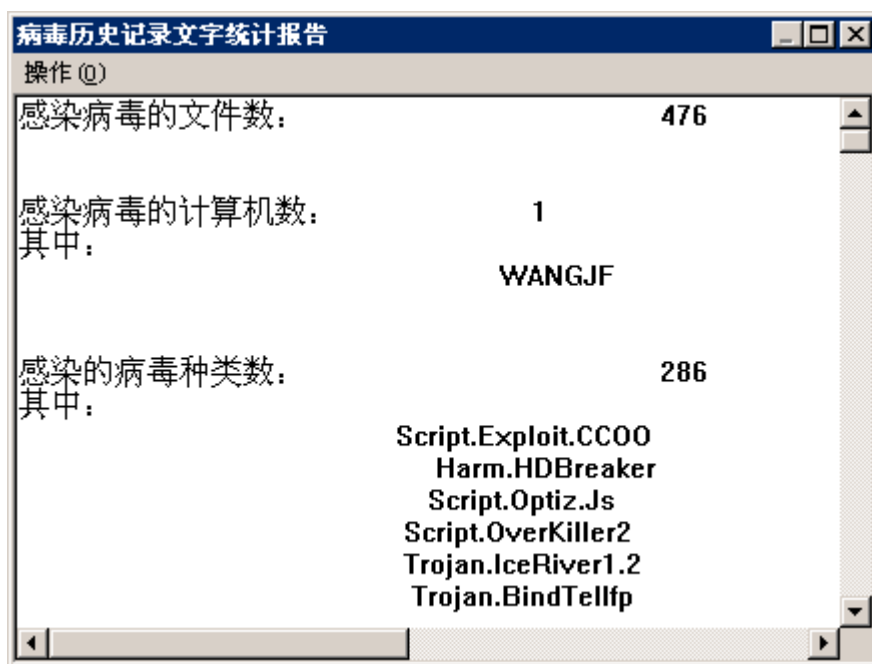 病毒历史记录文字统计报告
操作(O)
感染病毒的文件数： 476
感染病毒的计算机数： 1
其中：
WANGJF
感染的病毒种类数： 286
其中：
Script.Exploit.CCOO
Harm.HDBreaker
Script.Optiz.Js
Script.OverKiller2
Trojan.IceRiver1.2
Trojan.BindTellfp